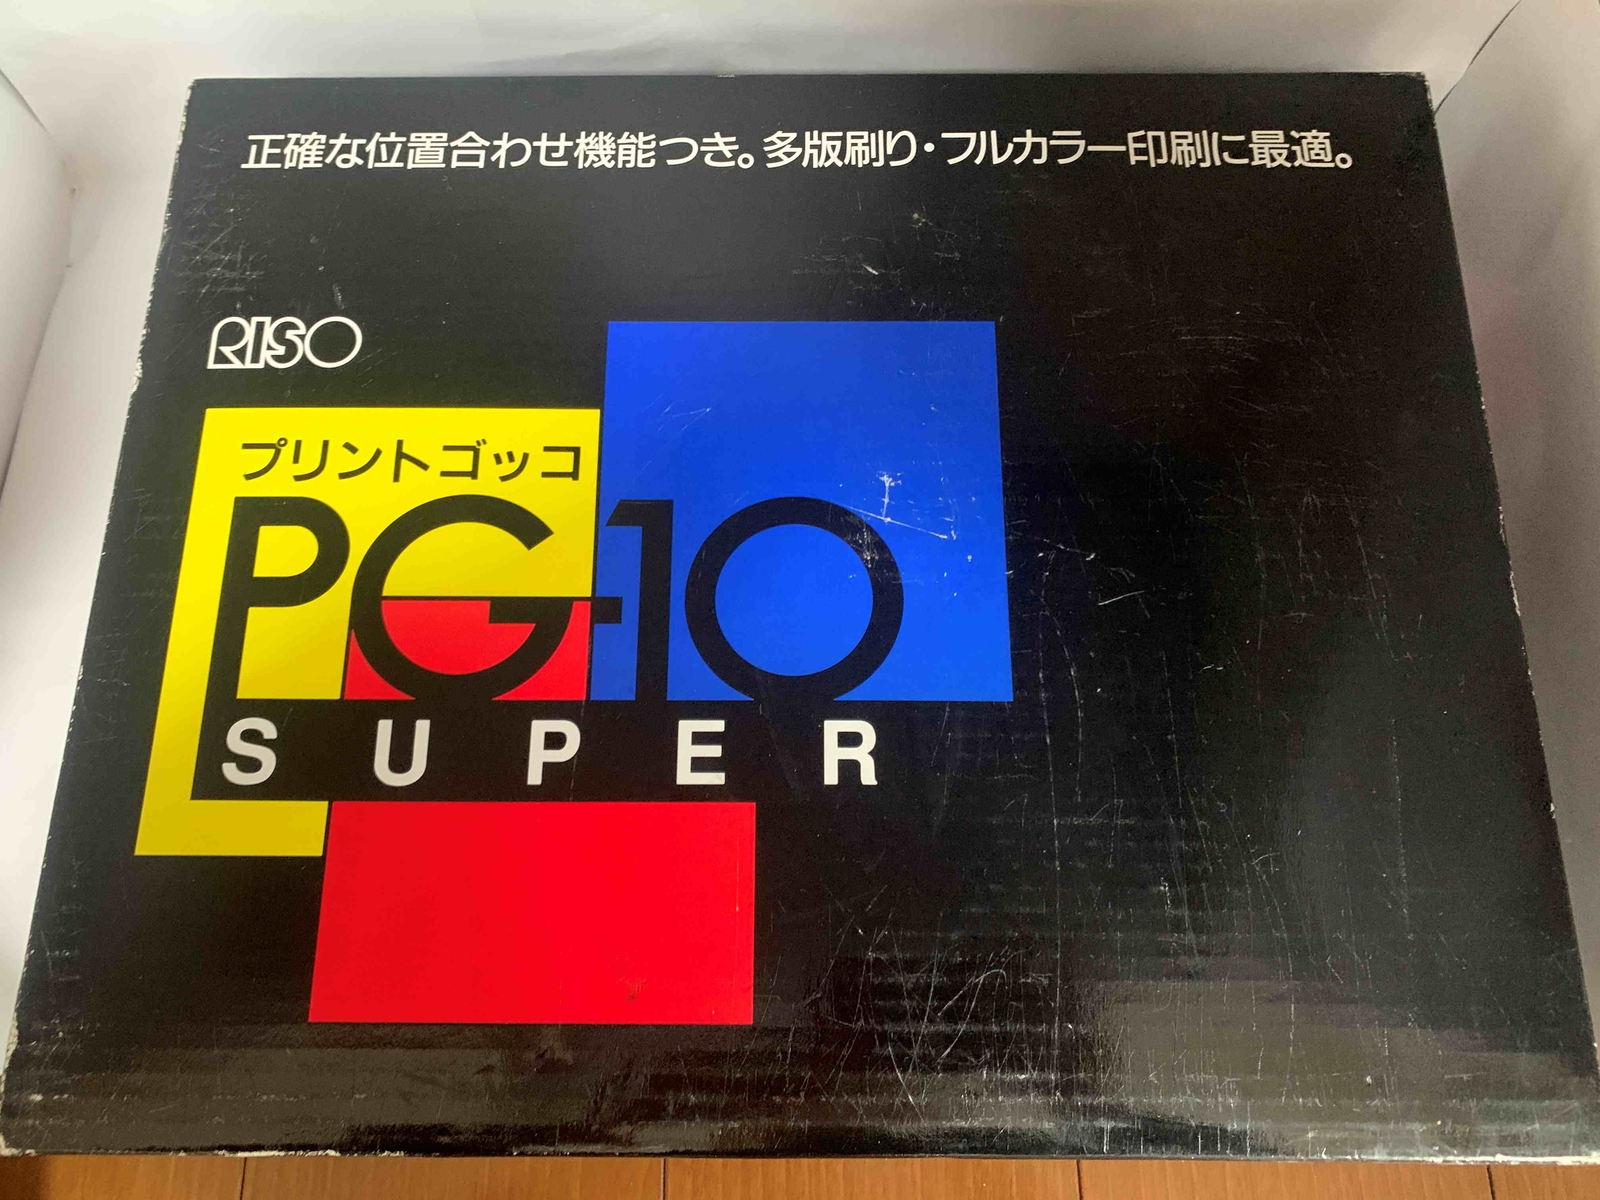 正確な位置合わせ機能つき。多版刷り・フルカラー印刷に最適。
RISO
プリントゴッコ
PG-10
SUPER